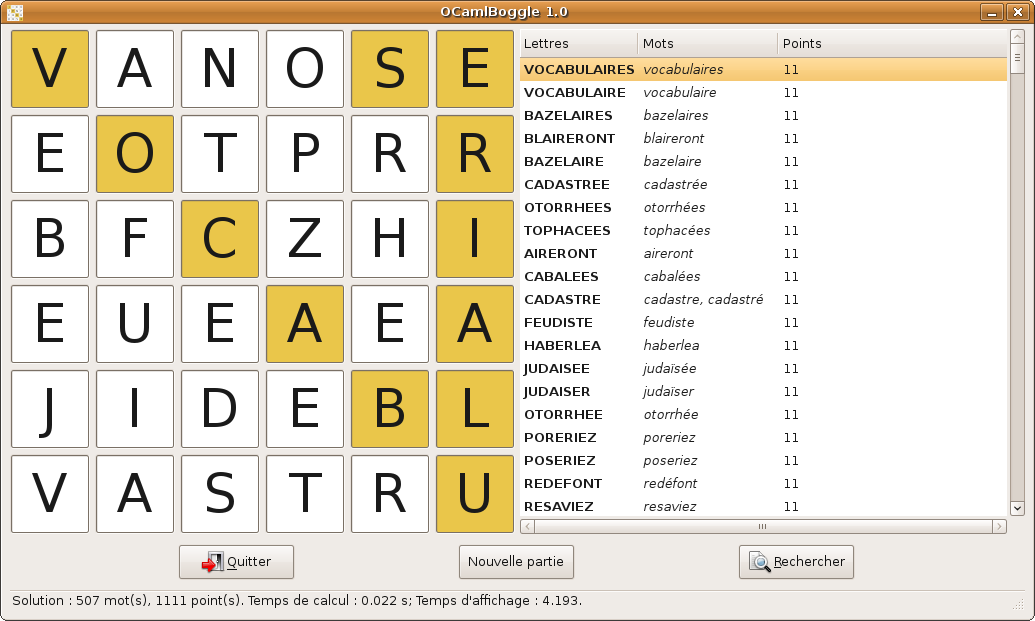 OCamlBoggle 1.0
V A N O S E
E O T P R R
B F C Z H I
E U E A E A
J I D E B L
V A S T R U
Lettres Mots Points
VOCABULAIRES vocabulaires 11
VOCABULAIRE vocabulaire 11
BAZELAIRES bazelaires 11
BLAIRERONT blaireront 11
BAZELAIRE bazelaire 11
CADASTREE cadastrée 11
OTORRHEES otorrhées 11
TOPHACEES tophacées 11
AIRERONT aireront 11
CABALEES cabalées 11
CADASTRE cadastre, cadastré 11
FEUDISTE feudiste 11
HABERLEA haberlea 11
JUDAISEE judaïsée 11
JUDAISER judaïser 11
OTORRHEE otorrhée 11
PORERIEZ poreriez 11
POSERIEZ poseriez 11
REDEFONT redéfont 11
RESAVIEZ resaviez 11
Quitter Nouvelle partie Rechercher
Solution : 507 mot(s), 1111 point(s). Temps de calcul : 0.022 s; Temps d'affichage : 4.193.